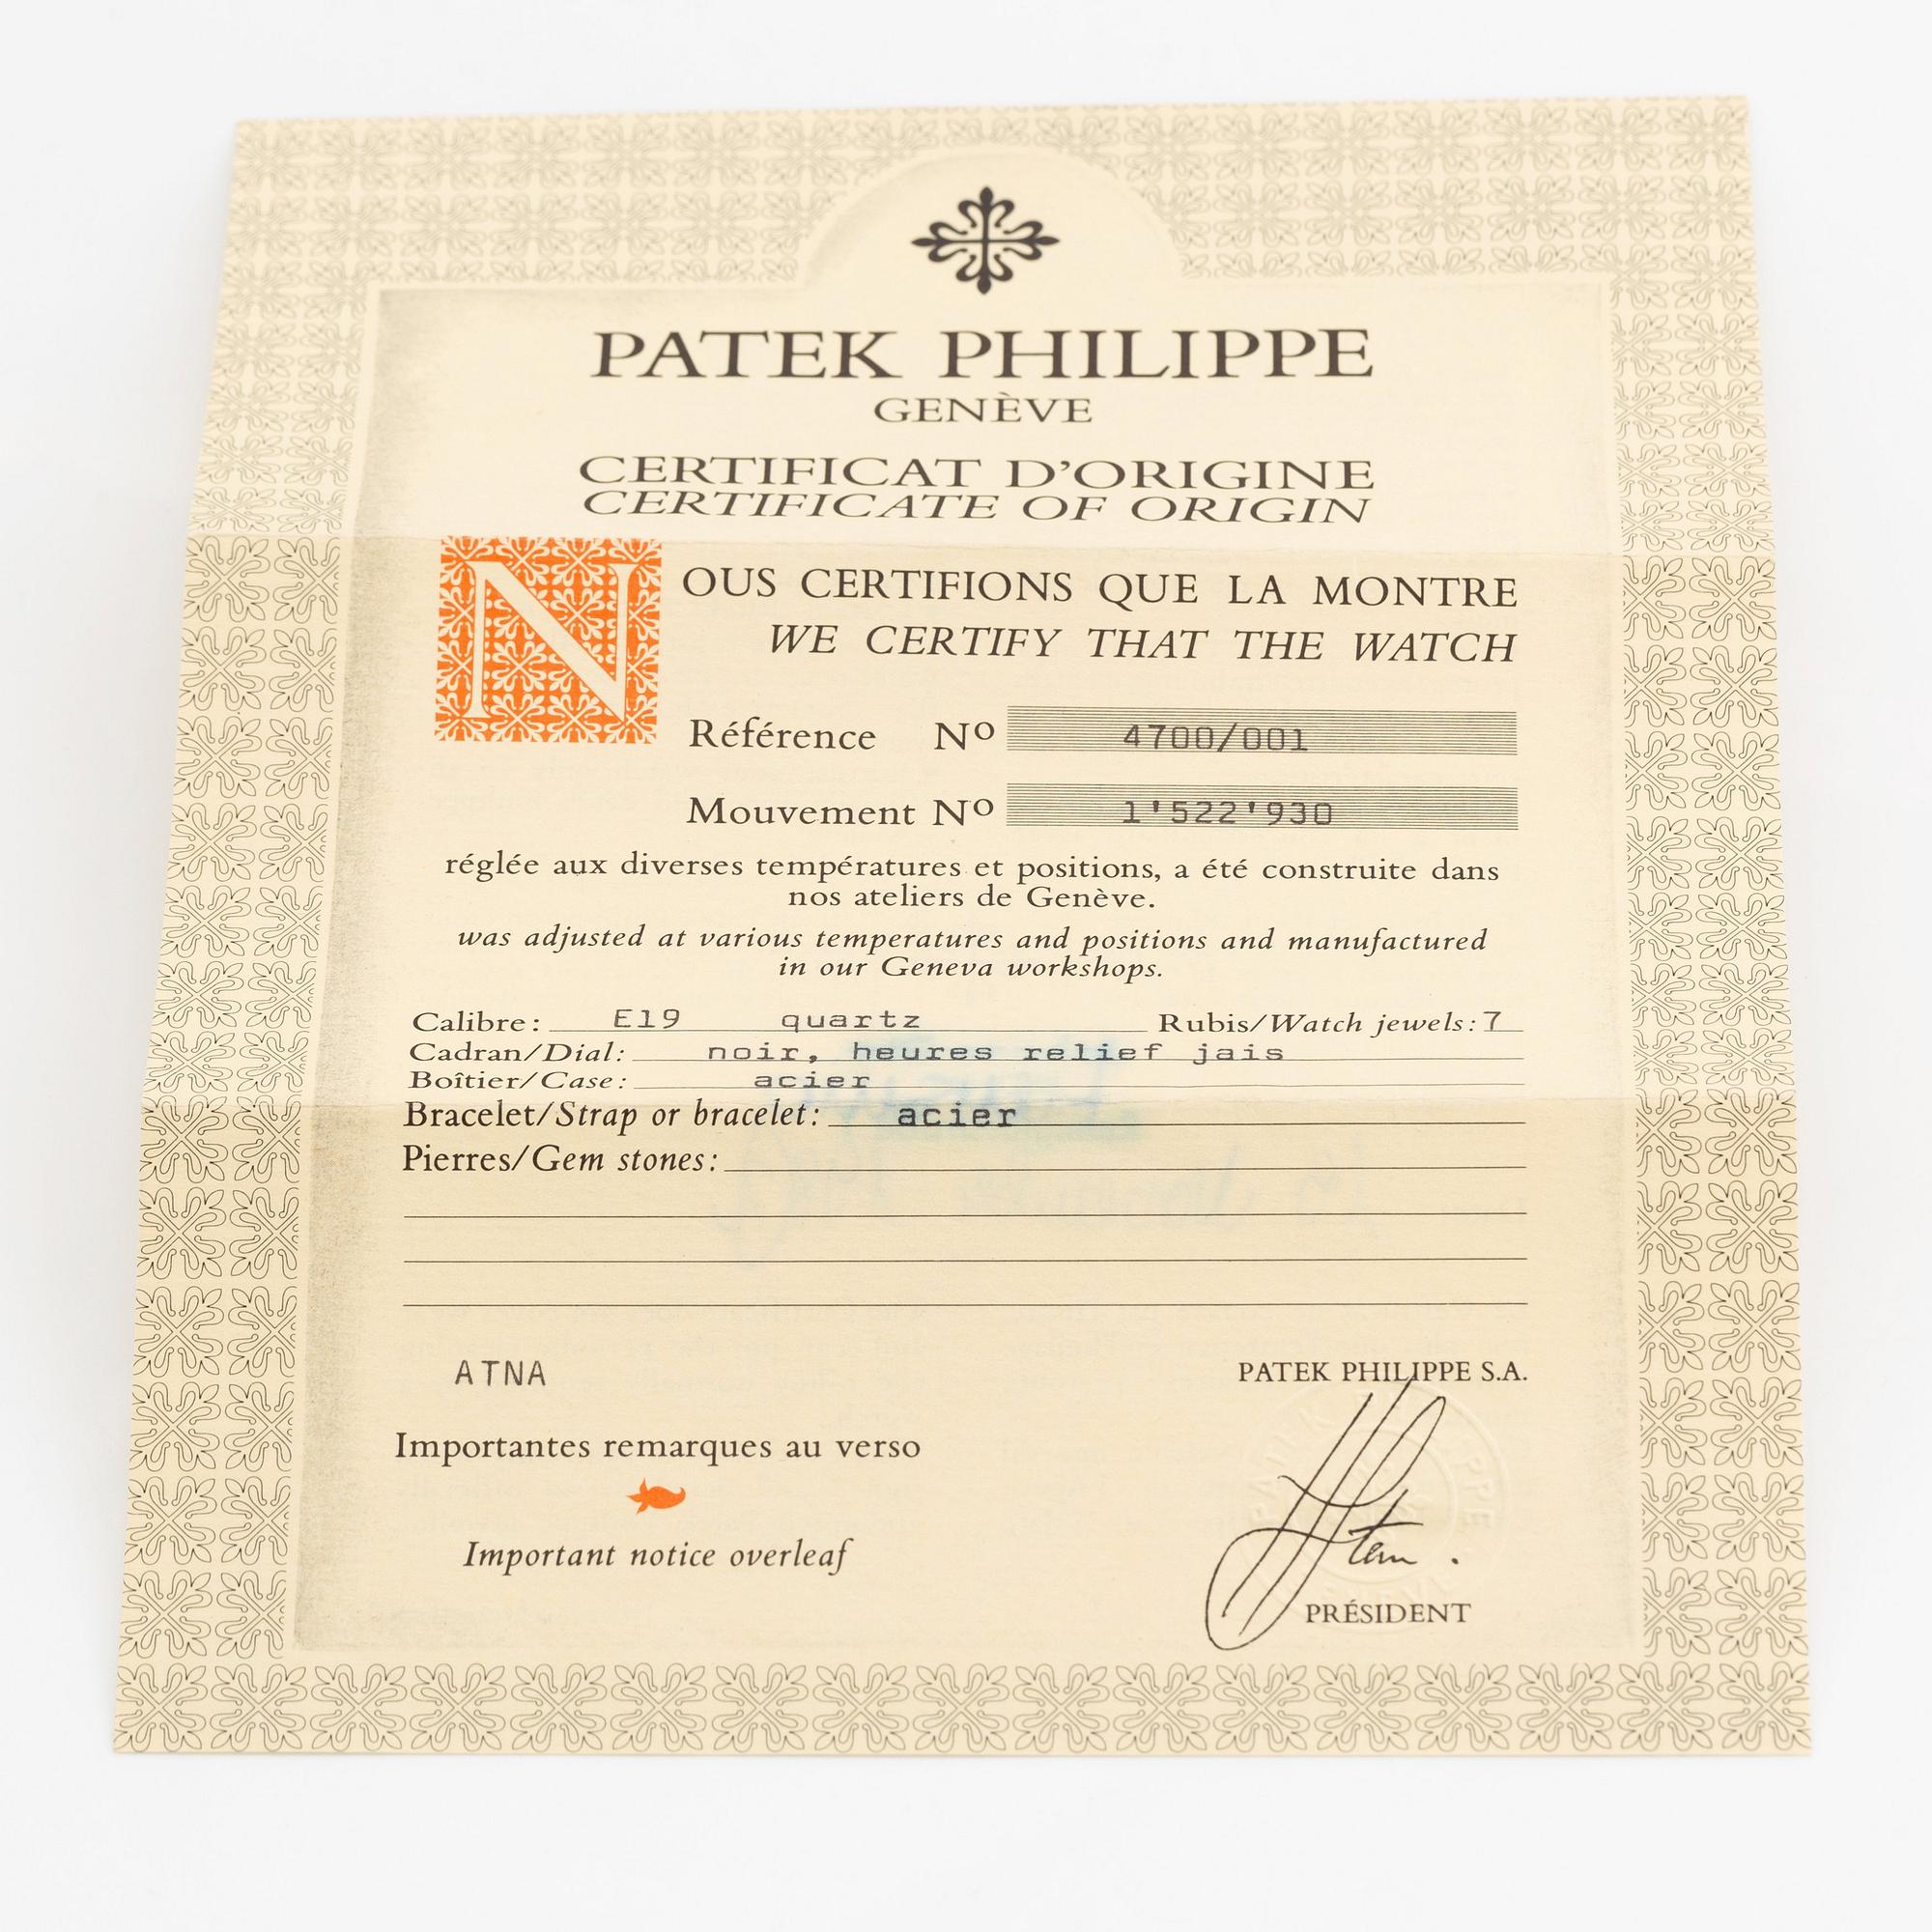 PATEK PHILIPPE
GENÈVE
CERTIFICAT D'ORIGINE
CERTIFICATE OF ORIGIN
NOUS CERTIFIONS QUE LA MONTRE
WE CERTIFY THAT THE WATCH
Référence Nº 4700/001
Mouvement Nº 1'522'930
réglée aux diverses températures et positions, a été construite dans
nos ateliers de Genève.
was adjusted at various temperatures and positions and manufactured
in our Geneva workshops.
Calibre: E19 quartz Rubis/Watch jewels: 7
Cadran/Dial: noir, heures relief jais
Boîtier/Case: acier
Bracelet/Strap or bracelet: acier
Pierres/Gem stones:
ATNA
PATEK PHILIPPE S.A.
Importantes remarques au verso
Important notice overleaf
PRÉSIDENT